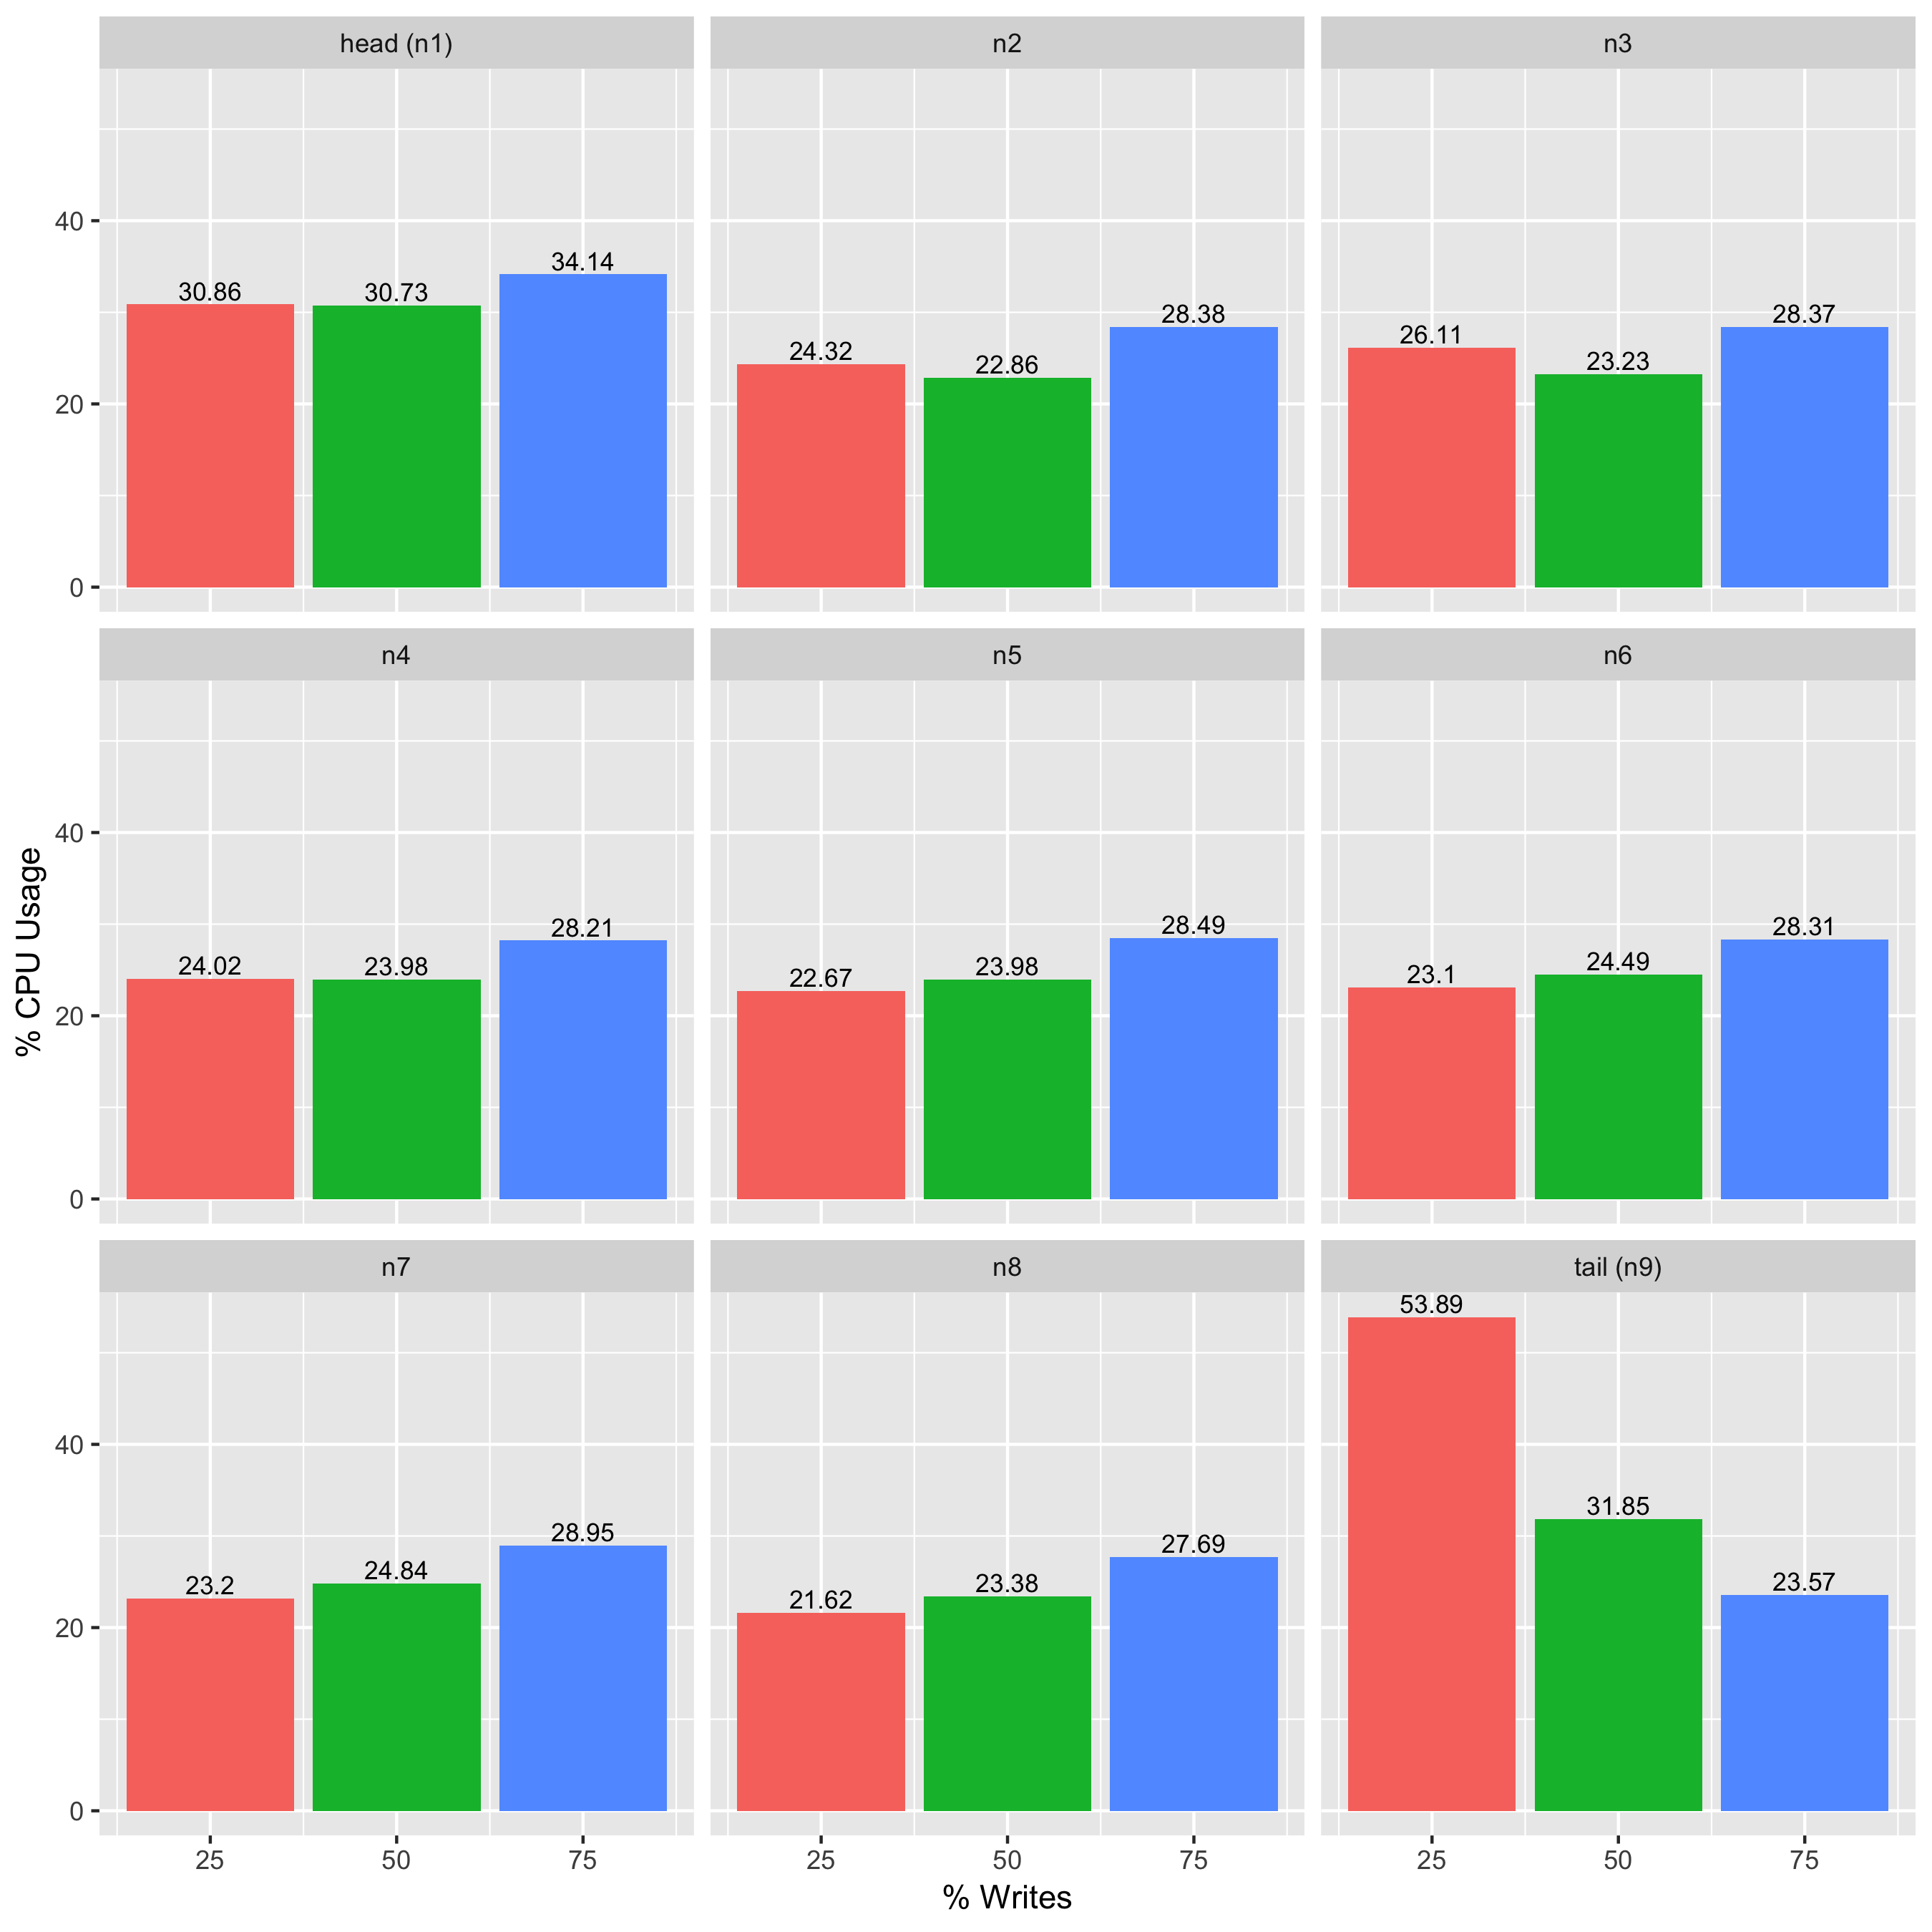 head (n1)
n2
n3
40
20
0
30.86
30.73
34.14
24.32
22.86
28.38
26.11
23.23
28.37
n4
n5
n6
% CPU Usage
40
20
0
24.02
23.98
28.21
22.67
23.98
28.49
23.1
24.49
28.31
n7
n8
tail (n9)
40
20
0
23.2
24.84
28.95
21.62
23.38
27.69
53.89
31.85
23.57
25 50 75
25 50 75
25 50 75
% Writes